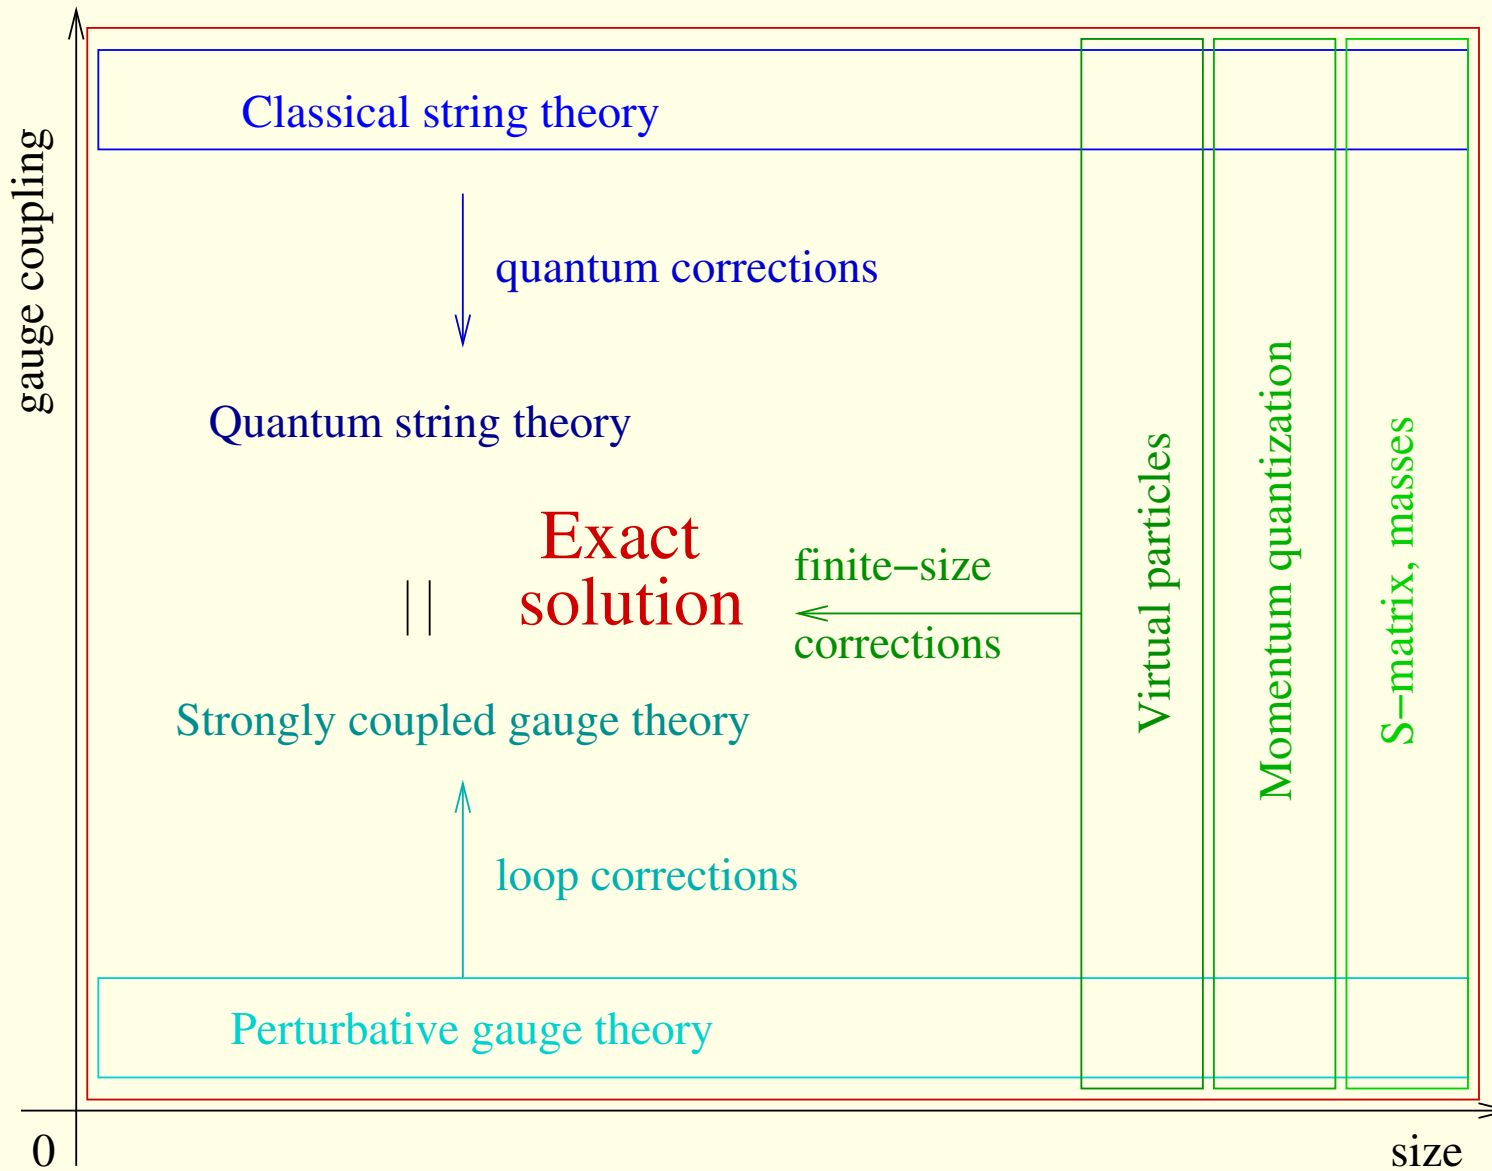 gauge coupling
Classical string theory
quantum corrections
Quantum string theory
Exact
solution
finite−size
corrections
Virtual particles
Momentum quantization
S−matrix, masses
Strongly coupled gauge theory
loop corrections
Perturbative gauge theory
0
size